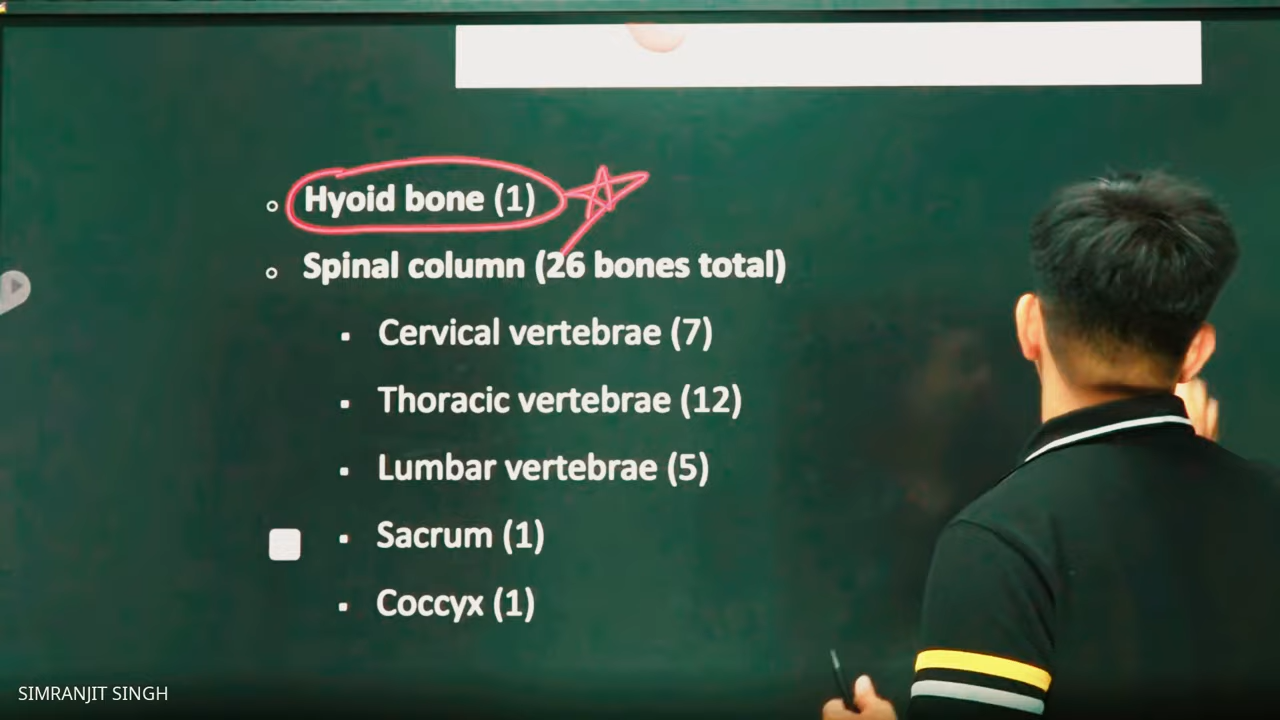 Hyoid bone (1)
Spinal column (26 bones total)
Cervical vertebrae (7)
Thoracic vertebrae (12)
Lumbar vertebrae (5)
Sacrum (1)
Coccyx (1)
SIMRANJIT SINGH